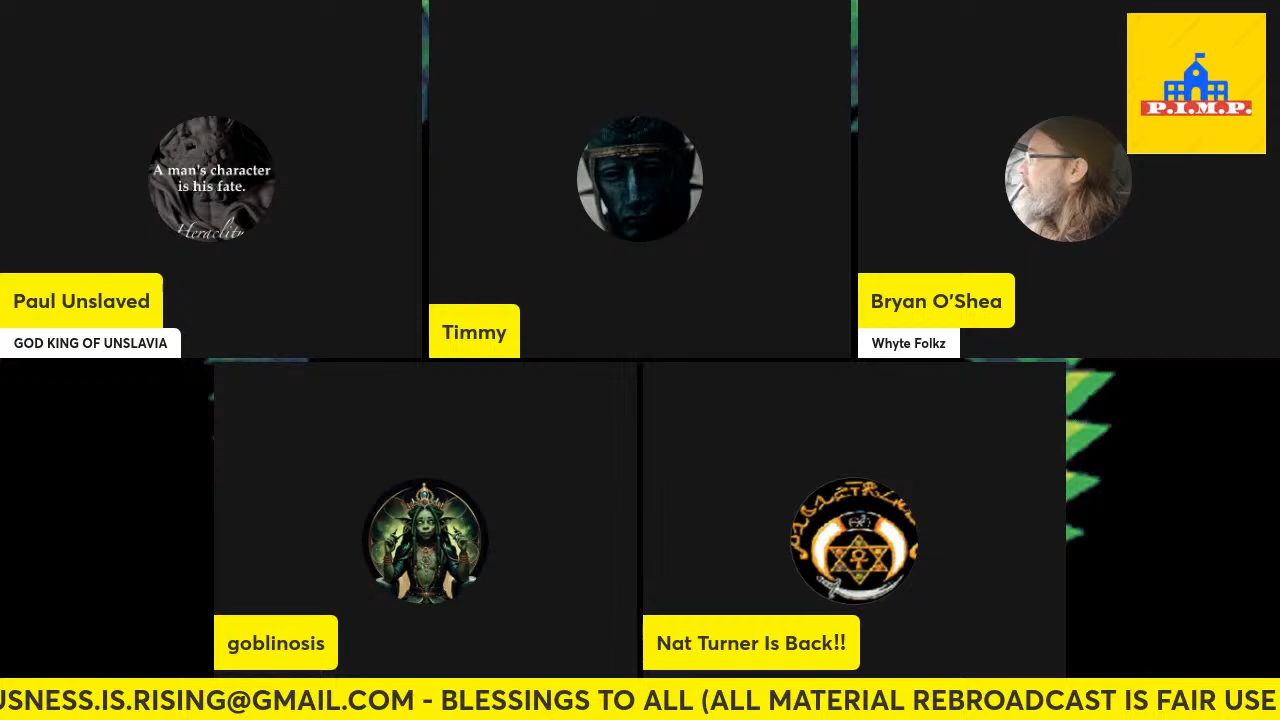 A man's character
is his fate.
P.I.M.P.
Paul Unslaved
GOD KING OF UNSLAVIA
Timmy
Bryan O'Shea
Whyte Folkz
goblinosis
Nat Turner Is Back!!
USNESS.IS.RISING@GMAIL.COM - BLESSINGS TO ALL (ALL MATERIAL REBROADCAST IS FAIR USE